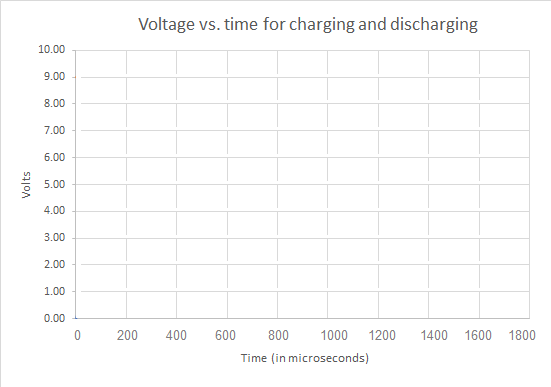 Voltage vs. time for charging and discharging
10.00
9.00
8.00
7.00
6.00
5.00
4.00
3.00
2.00
1.00
0.00
Volts
0 200 400 600 800 1000 1200 1400 1600 1800
Time (in microseconds)